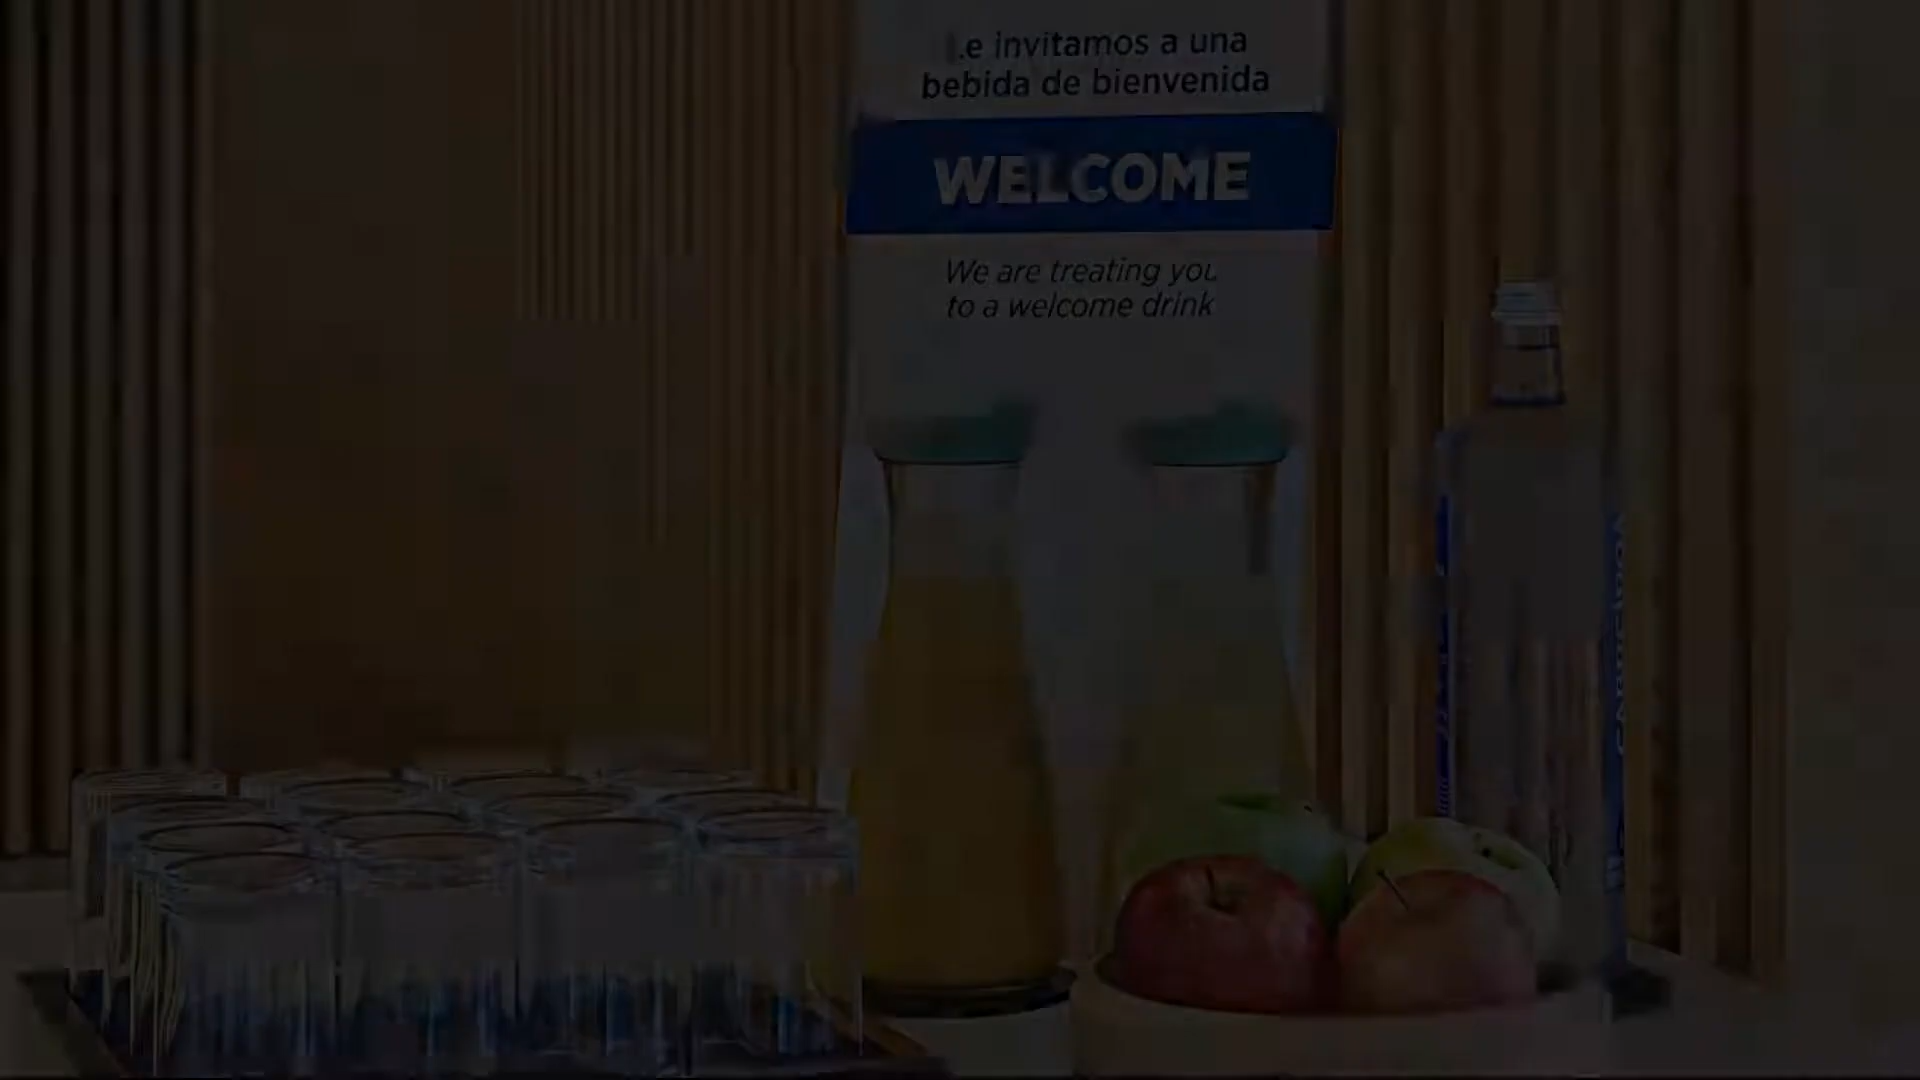 Le invitamos a una
bebida de bienvenida
WELCOME
We are treating you
to a welcome drink